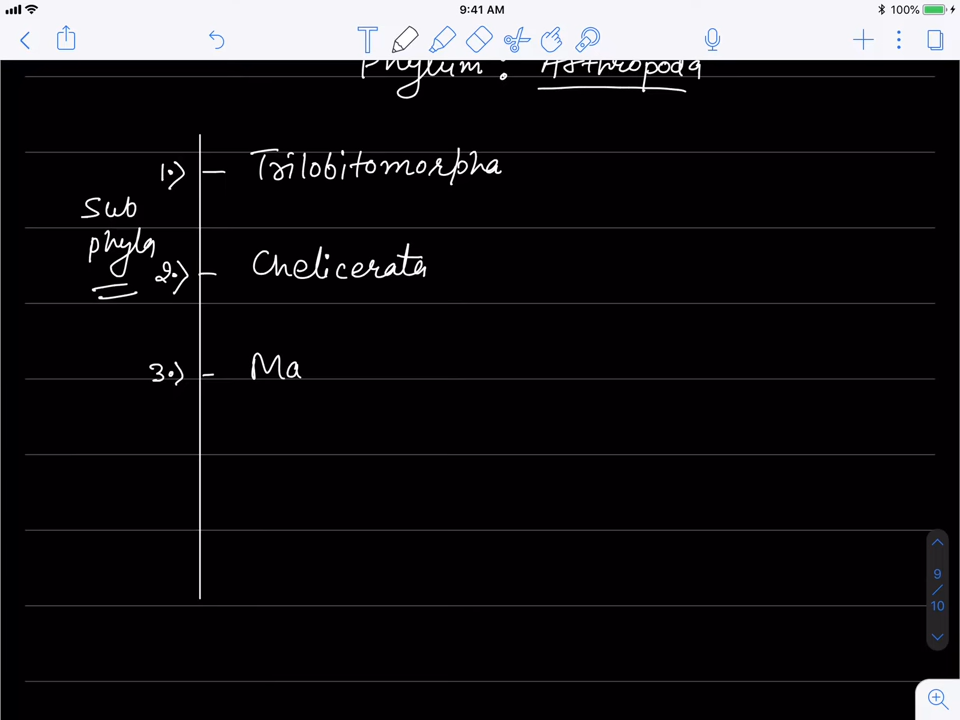 9:41 AM
100%
Phylum : Arthropoda
1.) Trilobitomorpha
Sub
phyla
2.) Chelicerata
3.) Ma
9
/
10